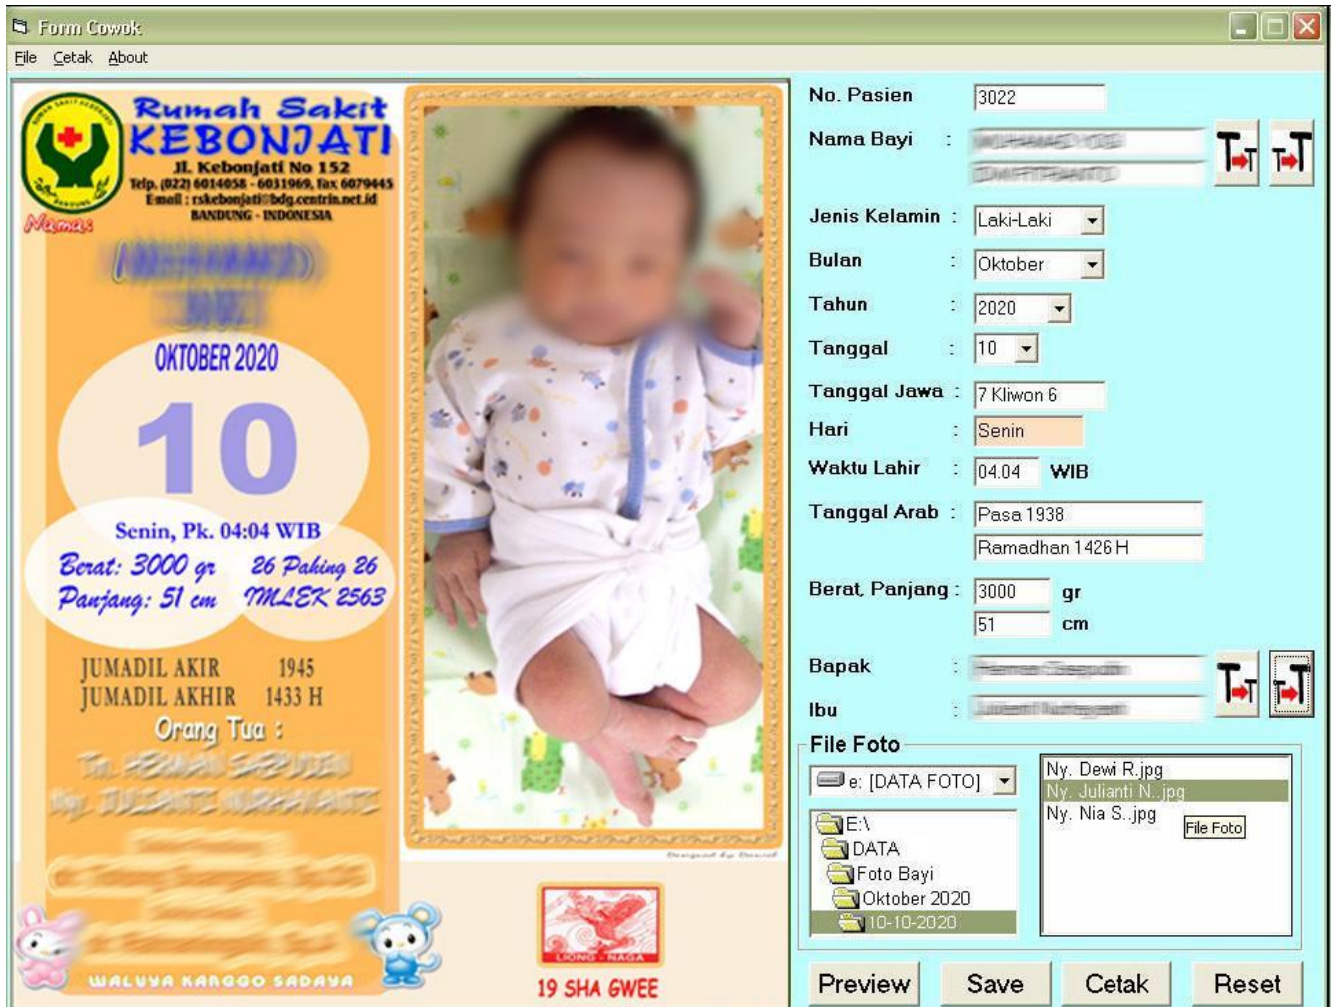 Form Cowok
File Cetak About
Rumah Sakit
KEBONJATI
Jl. Kebonjati No 152
Telp. (022) 6014058 - 6031969, Fax 6079445
E-mail : rskebonjati@bdg.centrin.net.id
BANDUNG - INDONESIA
Nama:
OKTOBER 2020
10
Senin, Pk. 04:04 WIB
Berat: 3000 gr
Panjang: 51 cm
26 Pahing 26
IMLEK 2563
JUMADIL AKIR 1945
JUMADIL AKHIR 1433 H
Orang Tua :
WALUYA KANGGO SADAYA
LIONG - NAGA
19 SHA GWEE
No. Pasien 3022
Nama Bayi :
Jenis Kelamin : Laki-Laki
Bulan : Oktober
Tahun : 2020
Tanggal : 10
Tanggal Jawa : 7 Kliwon 6
Hari : Senin
Waktu Lahir : 04.04 WIB
Tanggal Arab : Pasa 1938
Ramadhan 1426 H
Berat, Panjang : 3000 gr
51 cm
Bapak :
Ibu :
File Foto
e: [DATA FOTO]
E:\
DATA
Foto Bayi
Oktober 2020
10-10-2020
Ny. Dewi R.jpg
Ny. Julianti N..jpg
Ny. Nia S..jpg
File Foto
Preview Save Cetak Reset